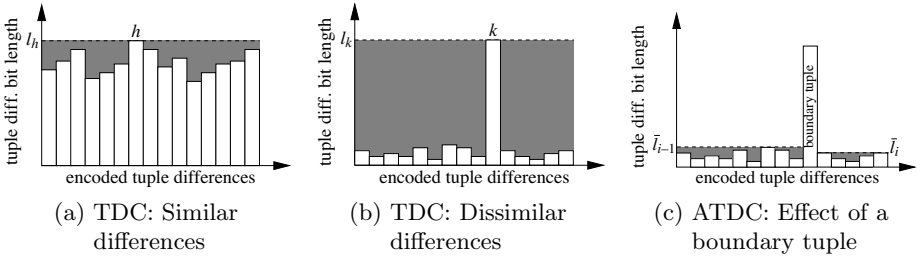 tuple diff. bit length
l_h
h
encoded tuple differences
(a) TDC: Similar
differences
tuple diff. bit length
l_k
k
encoded tuple differences
(b) TDC: Dissimilar
differences
tuple diff. bit length
l̄_{i−1}
boundary tuple
l̄_i
encoded tuple differences
(c) ATDC: Effect of a
boundary tuple